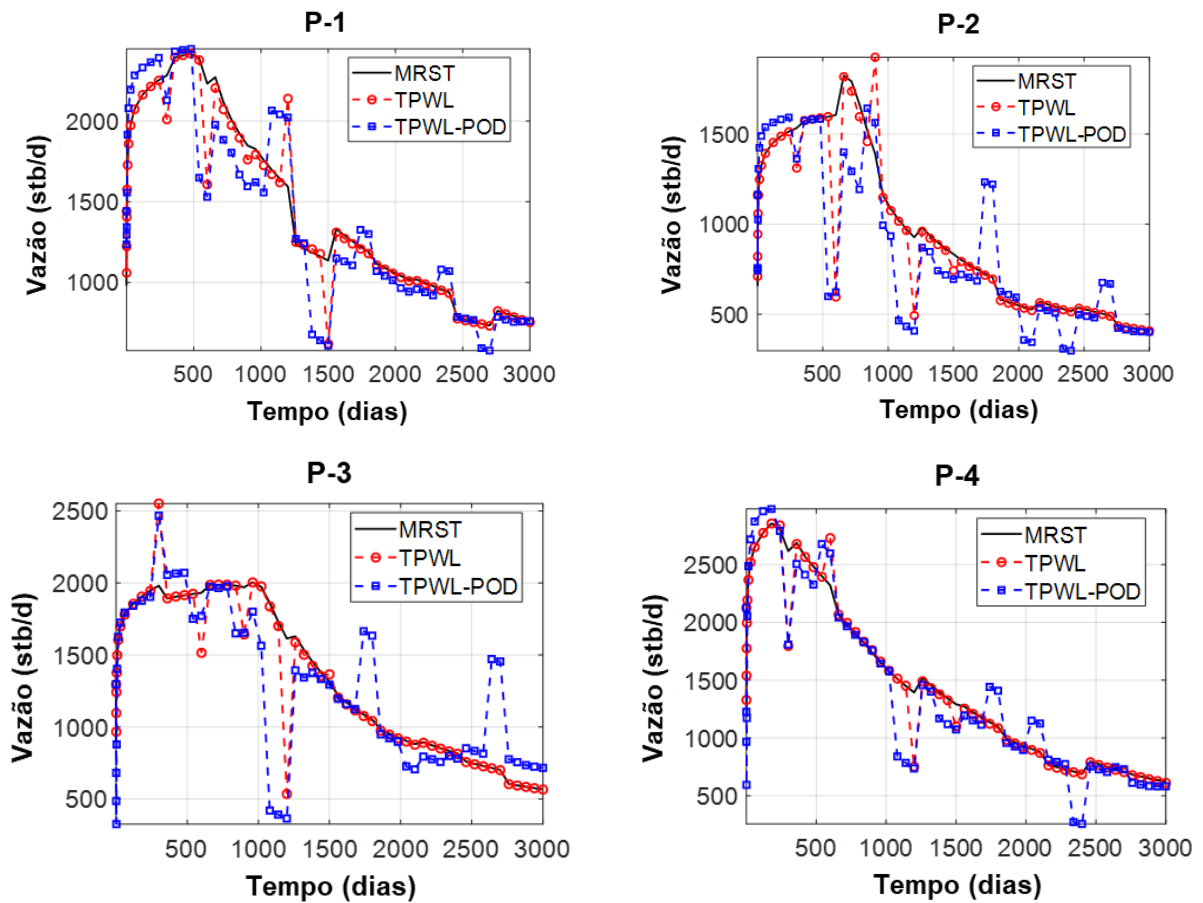 P-1
MRST
TPWL
TPWL-POD
Vazão (stb/d)
2000
1500
1000
500
1000
1500
2000
2500
3000
Tempo (dias)
P-2
MRST
TPWL
TPWL-POD
Vazão (stb/d)
1500
1000
500
500
1000
1500
2000
2500
3000
Tempo (dias)
P-3
MRST
TPWL
TPWL-POD
Vazão (stb/d)
2500
2000
1500
1000
500
500
1000
1500
2000
2500
3000
Tempo (dias)
P-4
MRST
TPWL
TPWL-POD
Vazão (stb/d)
2500
2000
1500
1000
500
500
1000
1500
2000
2500
3000
Tempo (dias)